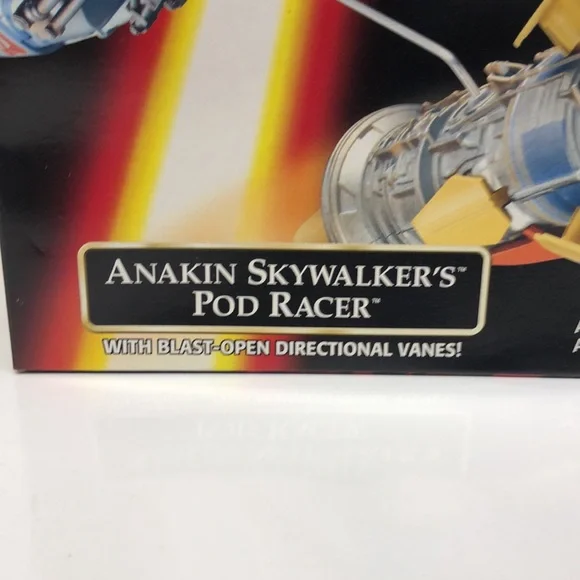 ANAKIN SKYWALKER'S™
POD RACER™
WITH BLAST-OPEN DIRECTIONAL VANES!